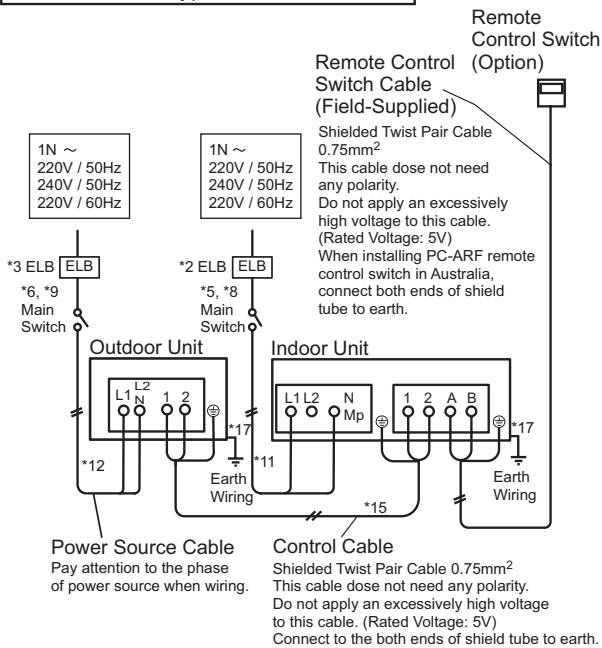 Remote
Control Switch
(Option)
Remote Control
Switch Cable
(Field-Supplied)
Shielded Twist Pair Cable
0.75mm2
This cable dose not need
any polarity.
Do not apply an excessively
high voltage to this cable.
(Rated Voltage: 5V)
When installing PC-ARF remote
control switch in Australia,
connect both ends of shield
tube to earth.
1N ～
220V / 50Hz
240V / 50Hz
220V / 60Hz
1N ～
220V / 50Hz
240V / 50Hz
220V / 60Hz
*3 ELB ELB
*2 ELB ELB
*6, *9
Main
Switch
*5, *8
Main
Switch
Outdoor Unit
Indoor Unit
L1 L2 N 1 2
L1 L2 N Mp
1 2 A B
*17
*17
*12
*11
*15
Earth
Wiring
Earth
Wiring
Power Source Cable
Pay attention to the phase
of power source when wiring.
Control Cable
Shielded Twist Pair Cable 0.75mm2
This cable dose not need any polarity.
Do not apply an excessively high voltage
to this cable. (Rated Voltage: 5V)
Connect to the both ends of shield tube to earth.